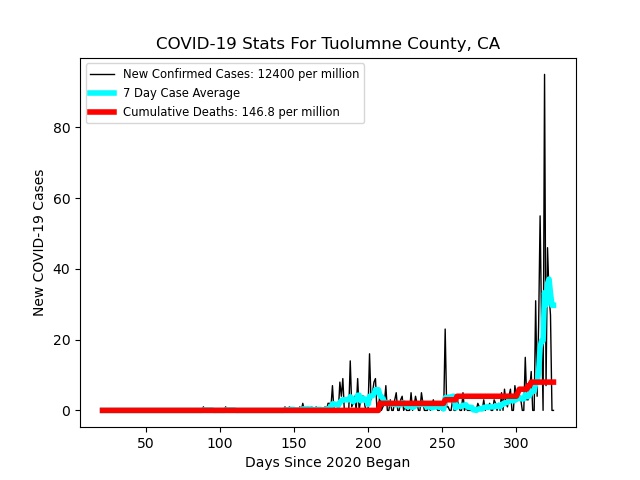 COVID-19 Stats For Tuolumne County, CA
New Confirmed Cases: 12400 per million
7 Day Case Average
Cumulative Deaths: 146.8 per million
New COVID-19 Cases
80
60
40
20
0
50 100 150 200 250 300
Days Since 2020 Began